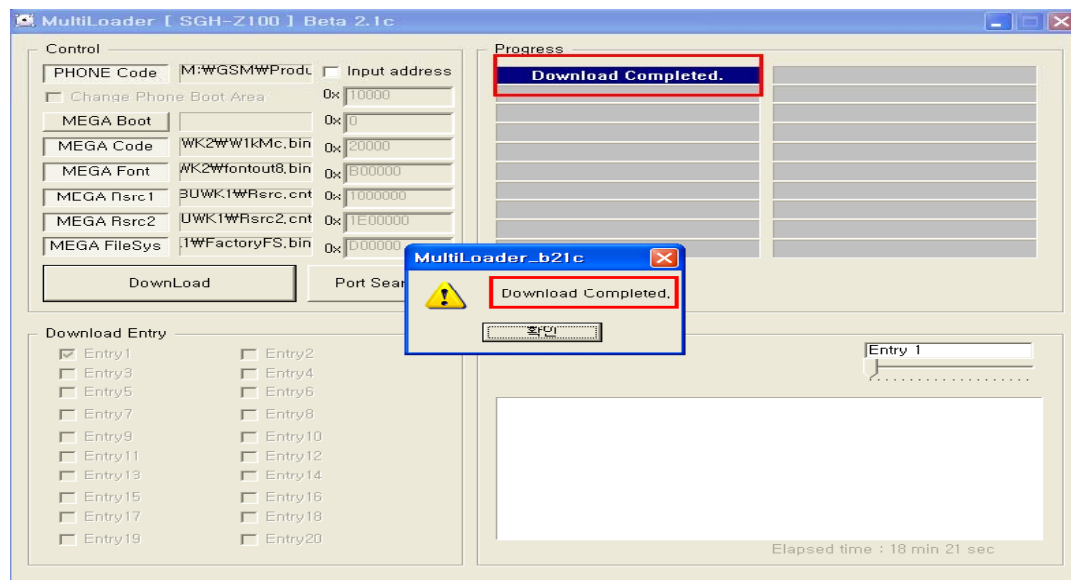 MultiLoader [ SGH-Z100 ] Beta 2.1c
Control
PHONE Code M:₩GSM₩Produ Input address
Change Phone Boot Area 0x 10000
MEGA Boot 0x 0
MEGA Code WK2₩W1kMc.bin 0x 20000
MEGA Font WK2₩fontout8.bin 0x B00000
MEGA Rsrc1 BUWK1₩Rsrc.cnt 0x 1000000
MEGA Rsrc2 UWK1₩Rsrc2.cnt 0x 1E00000
MEGA FileSys .1₩FactoryFS.bin 0x D00000
DownLoad Port Sear
Progress
Download Completed.
MultiLoader_b21c
Download Completed.
확인
Download Entry
Entry1 Entry2
Entry3 Entry4
Entry5 Entry6
Entry7 Entry8
Entry9 Entry10
Entry11 Entry12
Entry13 Entry14
Entry15 Entry16
Entry17 Entry18
Entry19 Entry20
Entry 1
Elapsed time : 18 min 21 sec